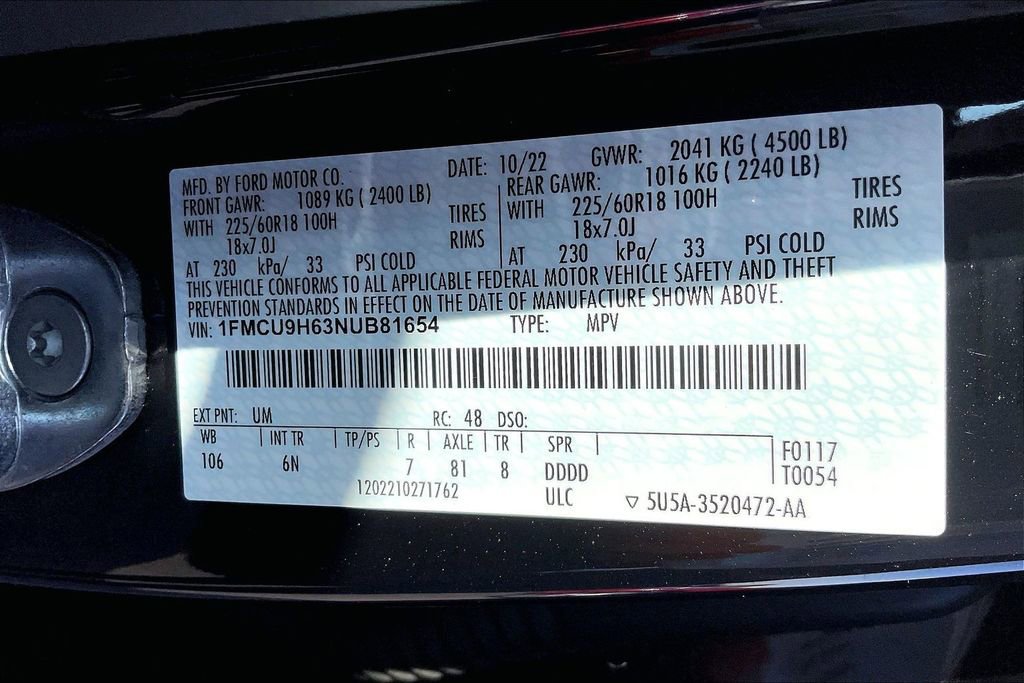 MFD. BY FORD MOTOR CO. DATE: 10/22 GVWR: 2041 KG ( 4500 LB)
FRONT GAWR: 1089 KG ( 2400 LB) REAR GAWR: 1016 KG ( 2240 LB)
WITH 225/60R18 100H TIRES WITH 225/60R18 100H TIRES
18x7.0J RIMS 18x7.0J RIMS
AT 230 kPa/ 33 PSI COLD AT 230 kPa/ 33 PSI COLD
THIS VEHICLE CONFORMS TO ALL APPLICABLE FEDERAL MOTOR VEHICLE SAFETY AND THEFT
PREVENTION STANDARDS IN EFFECT ON THE DATE OF MANUFACTURE SHOWN ABOVE.
VIN: 1FMCU9H63NUB81654 TYPE: MPV
EXT PNT: UM RC: 48 DSO:
WB INT TR TP/PS R AXLE TR SPR F0117
106 6N 7 81 8 DDDD T0054
1202210271762 ULC ▽ 5U5A-3520472-AA